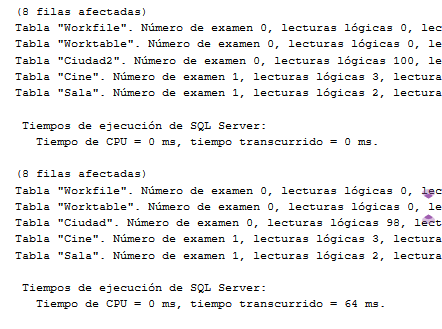 (8 filas afectadas)
Tabla "Workfile". Número de examen 0, lecturas lógicas 0, lec
Tabla "Worktable". Número de examen 0, lecturas lógicas 0, le
Tabla "Ciudad2". Número de examen 0, lecturas lógicas 100, le
Tabla "Cine". Número de examen 1, lecturas lógicas 3, lectura
Tabla "Sala". Número de examen 1, lecturas lógicas 2, lectura
Tiempos de ejecución de SQL Server:
Tiempo de CPU = 0 ms, tiempo transcurrido = 0 ms.
(8 filas afectadas)
Tabla "Workfile". Número de examen 0, lecturas lógicas 0, lec
Tabla "Worktable". Número de examen 0, lecturas lógicas 0, le
Tabla "Ciudad". Número de examen 0, lecturas lógicas 98, lect
Tabla "Cine". Número de examen 1, lecturas lógicas 3, lectura
Tabla "Sala". Número de examen 1, lecturas lógicas 2, lectura
Tiempos de ejecución de SQL Server:
Tiempo de CPU = 0 ms, tiempo transcurrido = 64 ms.